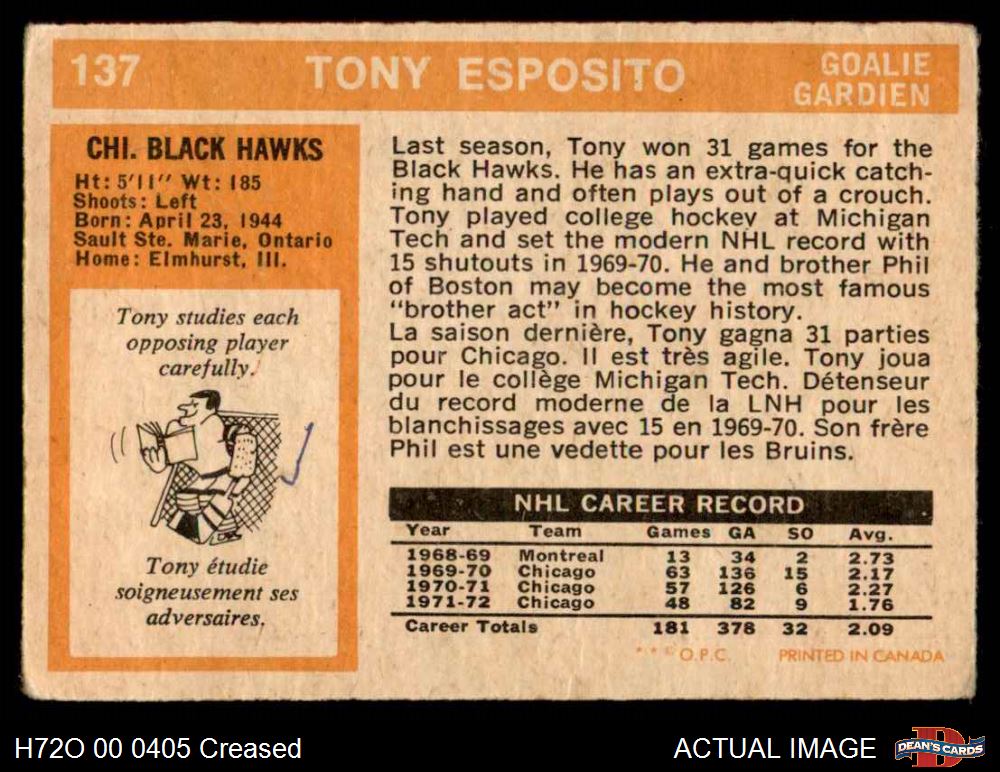 137 TONY ESPOSITO GOALIE
GARDIEN
CHI. BLACK HAWKS
Ht: 5'11" Wt: 185
Shoots: Left
Born: April 23, 1944
Sault Ste. Marie, Ontario
Home: Elmhurst, Ill.
Tony studies each
opposing player
carefully.
Tony étudie
soigneusement ses
adversaires.
Last season, Tony won 31 games for the
Black Hawks. He has an extra-quick catch-
ing hand and often plays out of a crouch.
Tony played college hockey at Michigan
Tech and set the modern NHL record with
15 shutouts in 1969-70. He and brother Phil
of Boston may become the most famous
"brother act" in hockey history.
La saison dernière, Tony gagna 31 parties
pour Chicago. Il est très agile. Tony joua
pour le collège Michigan Tech. Détenseur
du record moderne de la LNH pour les
blanchissages avec 15 en 1969-70. Son frère
Phil est une vedette pour les Bruins.
NHL CAREER RECORD
Year Team Games GA SO Avg.
1968-69 Montreal 13 34 2 2.73
1969-70 Chicago 63 136 15 2.17
1970-71 Chicago 57 126 6 2.27
1971-72 Chicago 48 82 9 1.76
Career Totals 181 378 32 2.09
* * © O.P.C. PRINTED IN CANADA
H72O 00 0405 Creased ACTUAL IMAGE DEAN'S CARDS